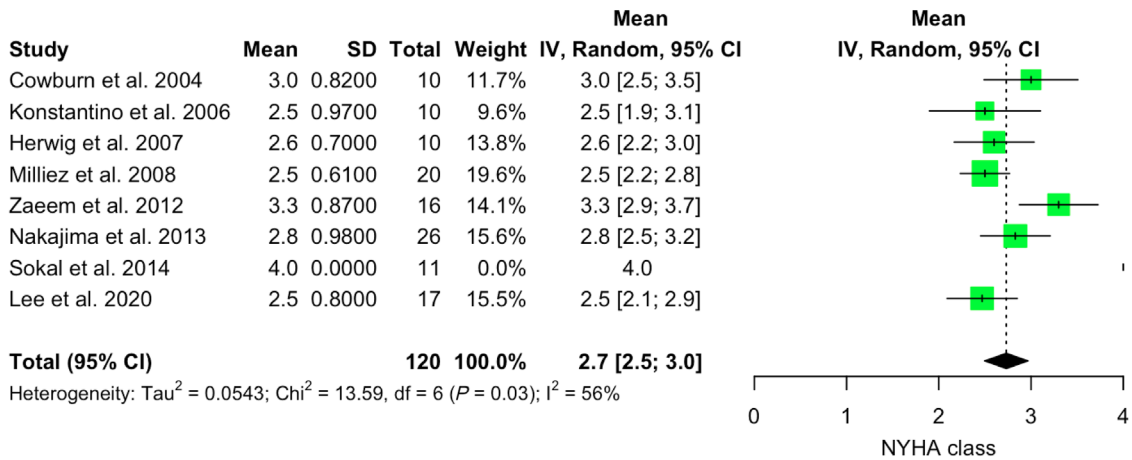 Mean Mean
Study Mean SD Total Weight IV, Random, 95% CI IV, Random, 95% CI
Cowburn et al. 2004 3.0 0.8200 10 11.7% 3.0 [2.5; 3.5]
Konstantino et al. 2006 2.5 0.9700 10 9.6% 2.5 [1.9; 3.1]
Herwig et al. 2007 2.6 0.7000 10 13.8% 2.6 [2.2; 3.0]
Milliez et al. 2008 2.5 0.6100 20 19.6% 2.5 [2.2; 2.8]
Zaeem et al. 2012 3.3 0.8700 16 14.1% 3.3 [2.9; 3.7]
Nakajima et al. 2013 2.8 0.9800 26 15.6% 2.8 [2.5; 3.2]
Sokal et al. 2014 4.0 0.0000 11 0.0% 4.0
Lee et al. 2020 2.5 0.8000 17 15.5% 2.5 [2.1; 2.9]
Total (95% CI) 120 100.0% 2.7 [2.5; 3.0]
Heterogeneity: Tau² = 0.0543; Chi² = 13.59, df = 6 (P = 0.03); I² = 56%
0 1 2 3 4
NYHA class